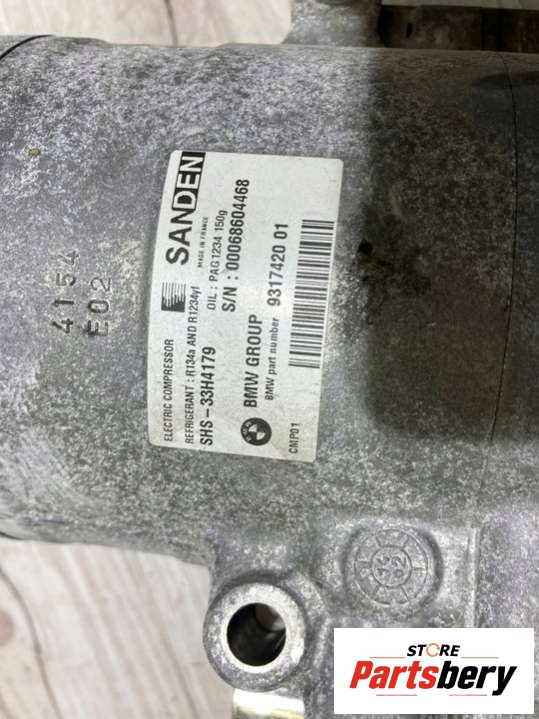 SANDEN
MADE IN FRANCE
ELECTRIC COMPRESSOR
REFRIGERANT : R134a AND R1234yf OIL : PAG1234 150g
SHS-33H4179 S/N : 00068604468
BMW GROUP 9317420 01
BMW part number
CMP01
4154
E02
STORE
Partsbery